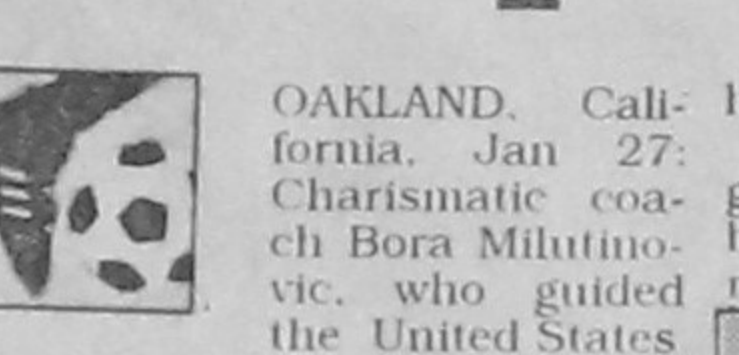 OAKLAND, Cali-
fornia, Jan 27:
Charismatic coa-
ch Bora Milutino-
vic, who guided
the United States